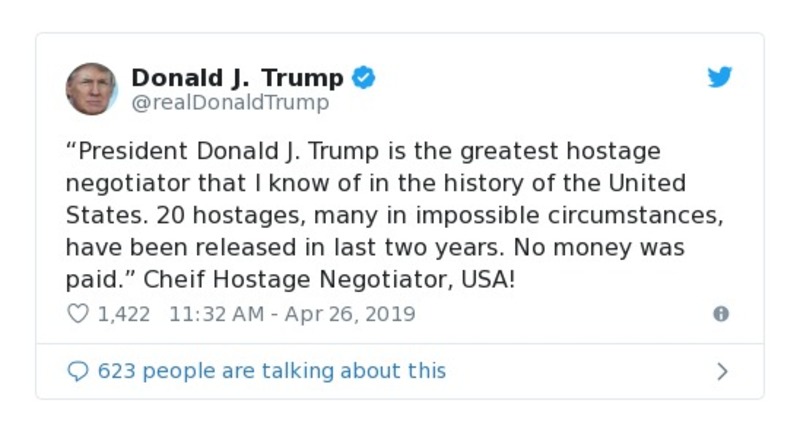 Donald J. Trump
@realDonaldTrump
“President Donald J. Trump is the greatest hostage
negotiator that I know of in the history of the United
States. 20 hostages, many in impossible circumstances,
have been released in last two years. No money was
paid.” Cheif Hostage Negotiator, USA!
1,422 11:32 AM - Apr 26, 2019
623 people are talking about this